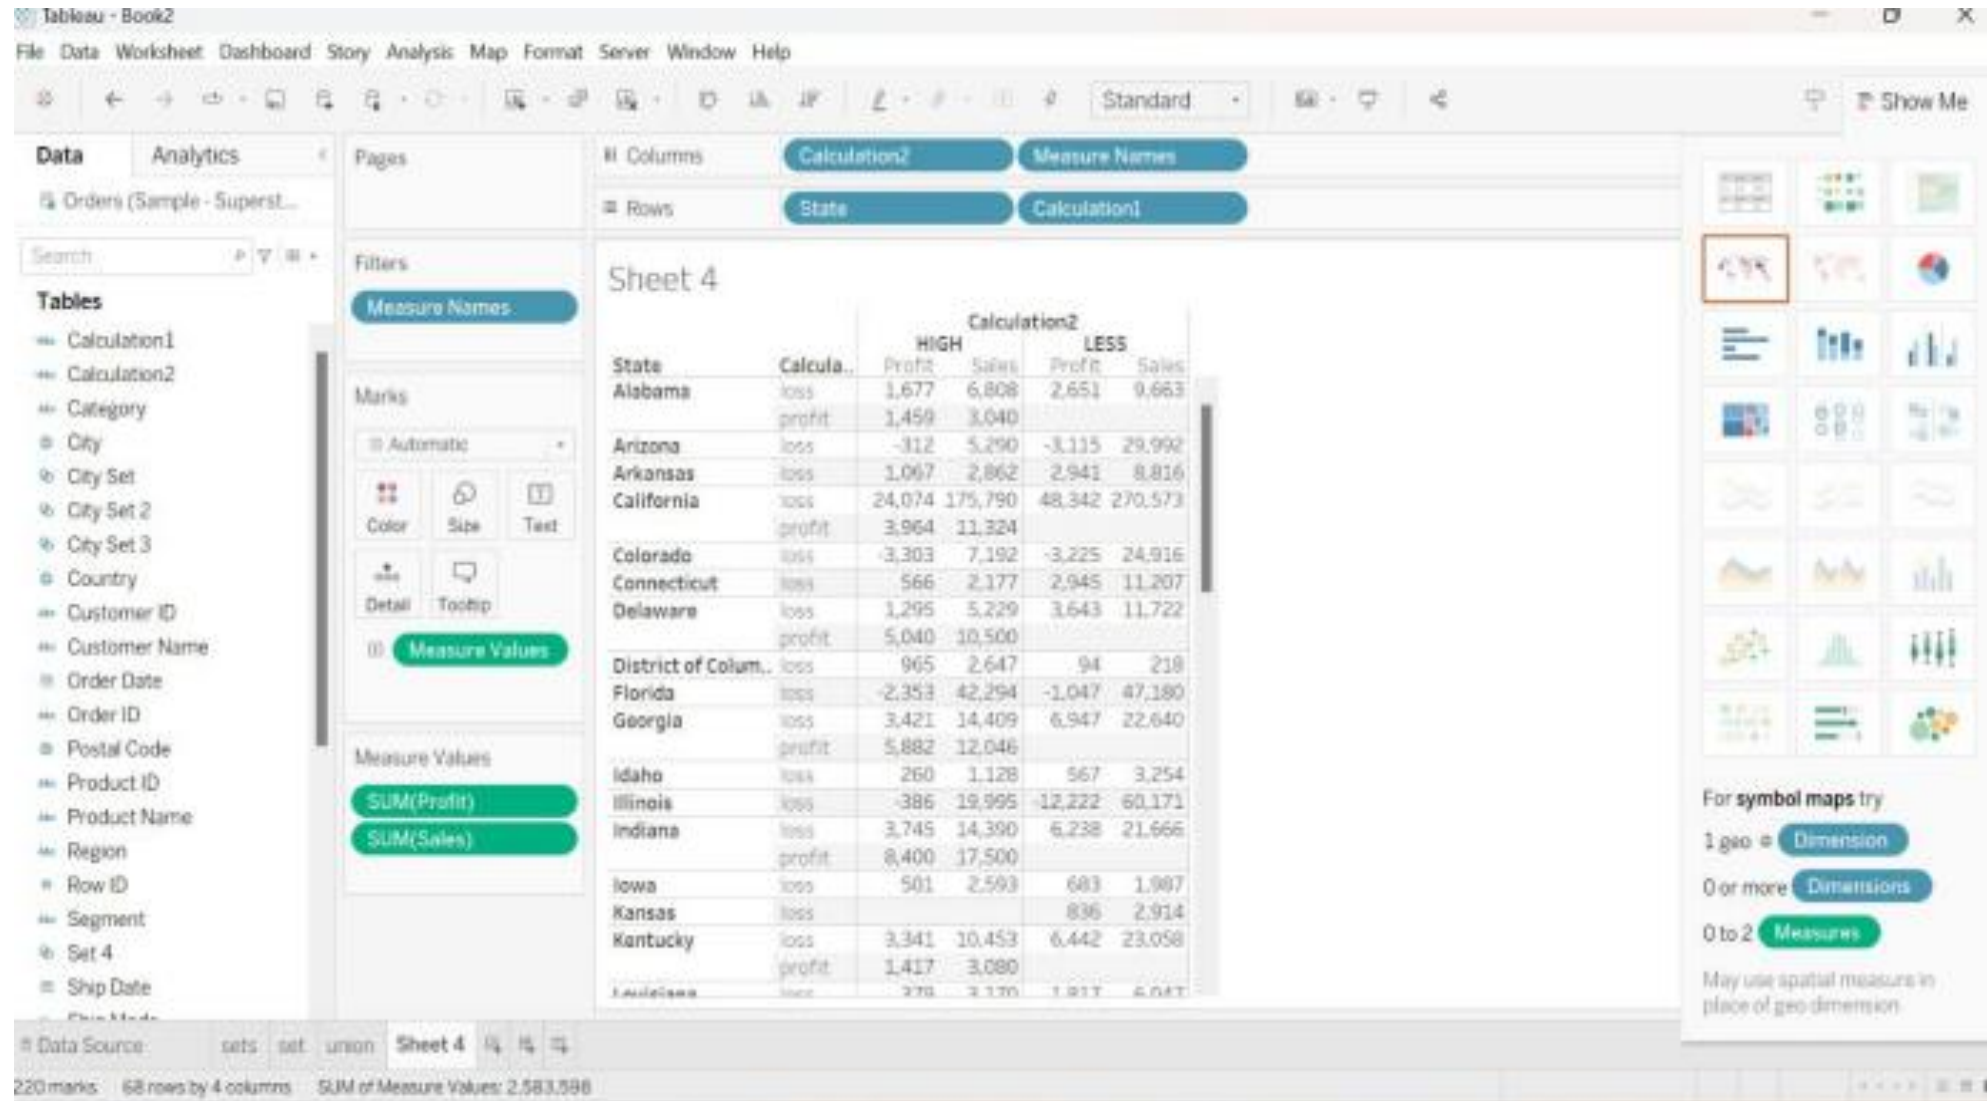 Tableau - Book2
File Data Worksheet Dashboard Story Analysis Map Format Server Window Help
Standard
Show Me
Data Analytics
Orders (Sample - Superst...
Search
Tables
Calculation1
Calculation2
Category
City
City Set
City Set 2
City Set 3
Country
Customer ID
Customer Name
Order Date
Order ID
Postal Code
Product ID
Product Name
Region
Row ID
Segment
Set 4
Ship Date
Ship Mode
Pages
Filters
Measure Names
Marks
Automatic
Color Size Text
Detail Tooltip
Measure Values
Measure Values
SUM(Profit)
SUM(Sales)
Columns Calculation2 Measure Names
Rows State Calculation1
Sheet 4
Calculation2
HIGH LESS
State Calcula.. Profit Sales Profit Sales
Alabama loss 1,677 6,808 2,651 9,663
profit 1,459 3,040
Arizona loss -312 5,290 -3,115 29,992
Arkansas loss 1,067 2,862 2,941 8,816
California loss 24,074 175,790 48,342 270,573
profit 3,964 11,324
Colorado loss -3,303 7,192 -3,225 24,916
Connecticut loss 566 2,177 2,945 11,207
Delaware loss 1,295 5,229 3,643 11,722
profit 5,040 10,500
District of Colum.. loss 965 2,647 94 218
Florida loss -2,353 42,294 -1,047 47,180
Georgia loss 3,421 14,409 6,947 22,640
profit 5,882 12,046
Idaho loss 260 1,128 567 3,254
Illinois loss -386 19,995 -12,222 60,171
Indiana loss 3,745 14,390 6,238 21,666
profit 8,400 17,500
Iowa loss 501 2,593 683 1,987
Kansas loss 836 2,914
Kentucky loss 3,341 10,453 6,442 23,058
profit 1,417 3,080
Louisiana loss 379 3,170 1,817 6,047
For symbol maps try
1 geo Dimension
0 or more Dimensions
0 to 2 Measures
May use spatial measure in
place of geo dimension
Data Source sets set union Sheet 4
220 marks 68 rows by 4 columns SUM of Measure Values: 2,583,598